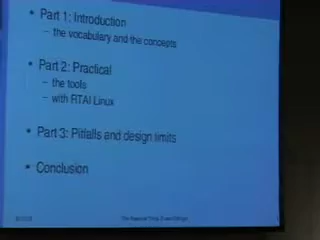 • Part 1: Introduction
– the vocabulary and the concepts
• Part 2: Practical
– the tools
– with RTAI Linux
• Part 3: Pitfalls and design limits
• Conclusion